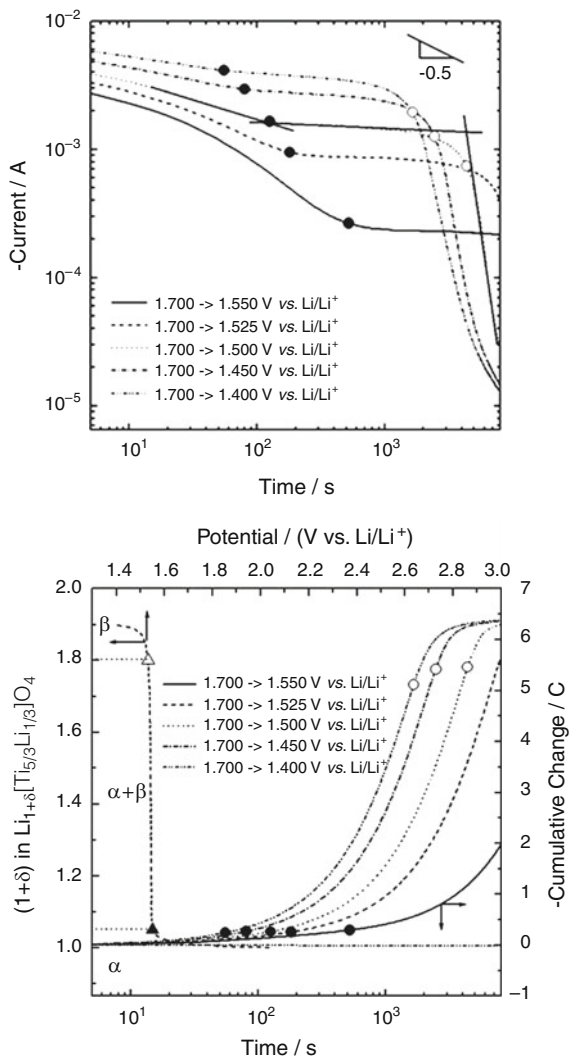 10⁻²
10⁻³
10⁻⁴
10⁻⁵
-Current / A
-0.5
1.700 -> 1.550 V vs. Li/Li⁺
1.700 -> 1.525 V vs. Li/Li⁺
1.700 -> 1.500 V vs. Li/Li⁺
1.700 -> 1.450 V vs. Li/Li⁺
1.700 -> 1.400 V vs. Li/Li⁺
10¹ 10² 10³
Time / s
Potential / (V vs. Li/Li⁺)
1.4 1.6 1.8 2.0 2.2 2.4 2.6 2.8 3.0
2.0
1.8
1.6
1.4
1.2
1.0
(1+δ) in Li₁₊δ[Ti₅/₃Li₁/₃]O₄
β
α+β
α
1.700 -> 1.550 V vs. Li/Li⁺
1.700 -> 1.525 V vs. Li/Li⁺
1.700 -> 1.500 V vs. Li/Li⁺
1.700 -> 1.450 V vs. Li/Li⁺
1.700 -> 1.400 V vs. Li/Li⁺
7
6
5
4
3
2
1
0
−1
-Cumulative Change / C
10¹ 10² 10³
Time / s